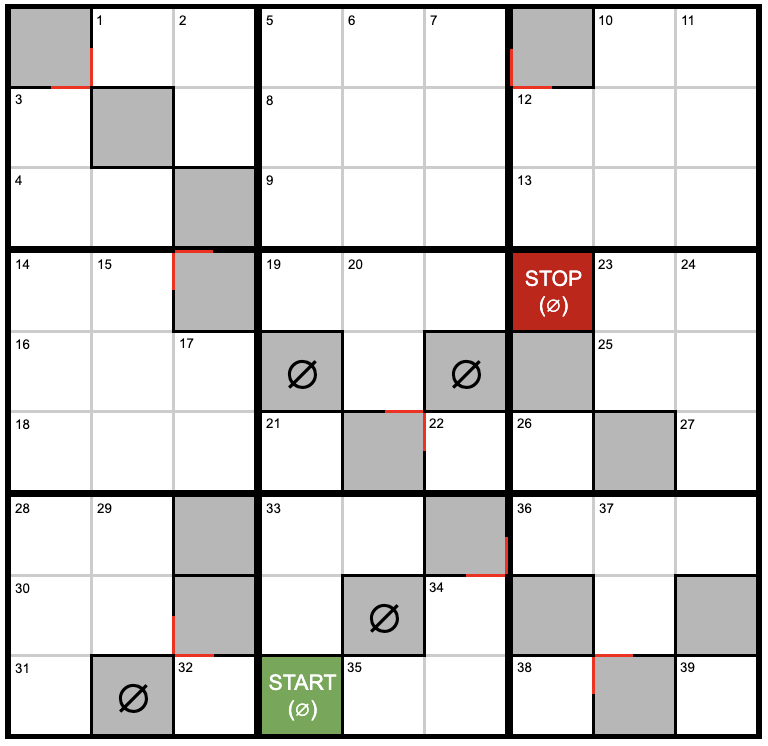 1 2 5 6 7 10 11
3 8 12
4 9 13
14 15 19 20 STOP 23 24
(∅)
16 17 ∅ ∅ 25
18 21 22 26 27
28 29 33 36 37
30 ∅ 34
31 ∅ 32 START 35 38 39
(∅)